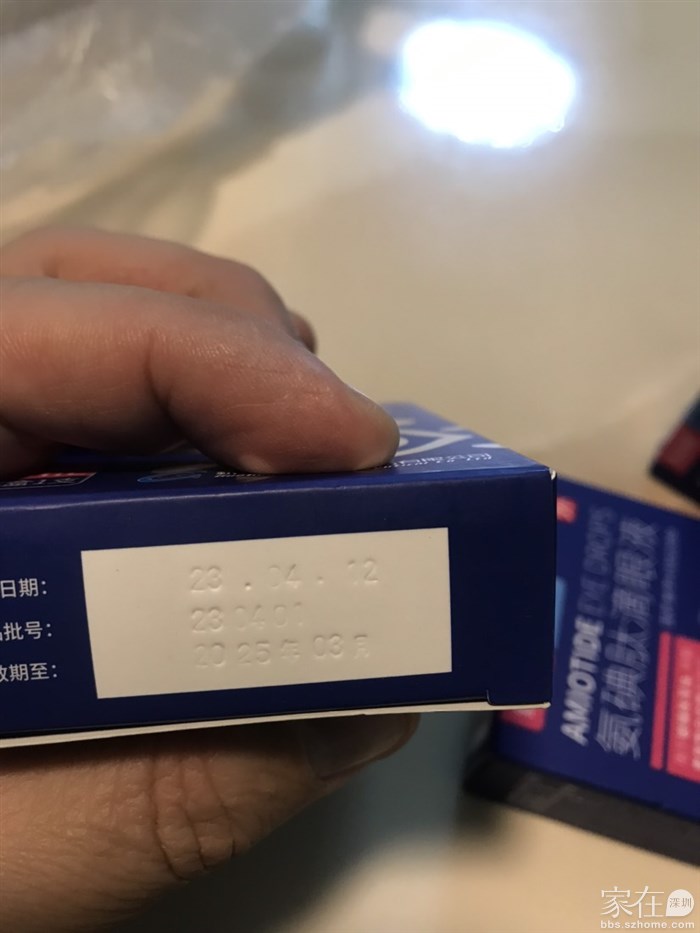 日期：
23.04.12
批号：
230401
效期至：
2025年03月
AMIOTIDE EYE DROPS
氨碘肽滴眼液
家在深圳
bbs.szhome.com